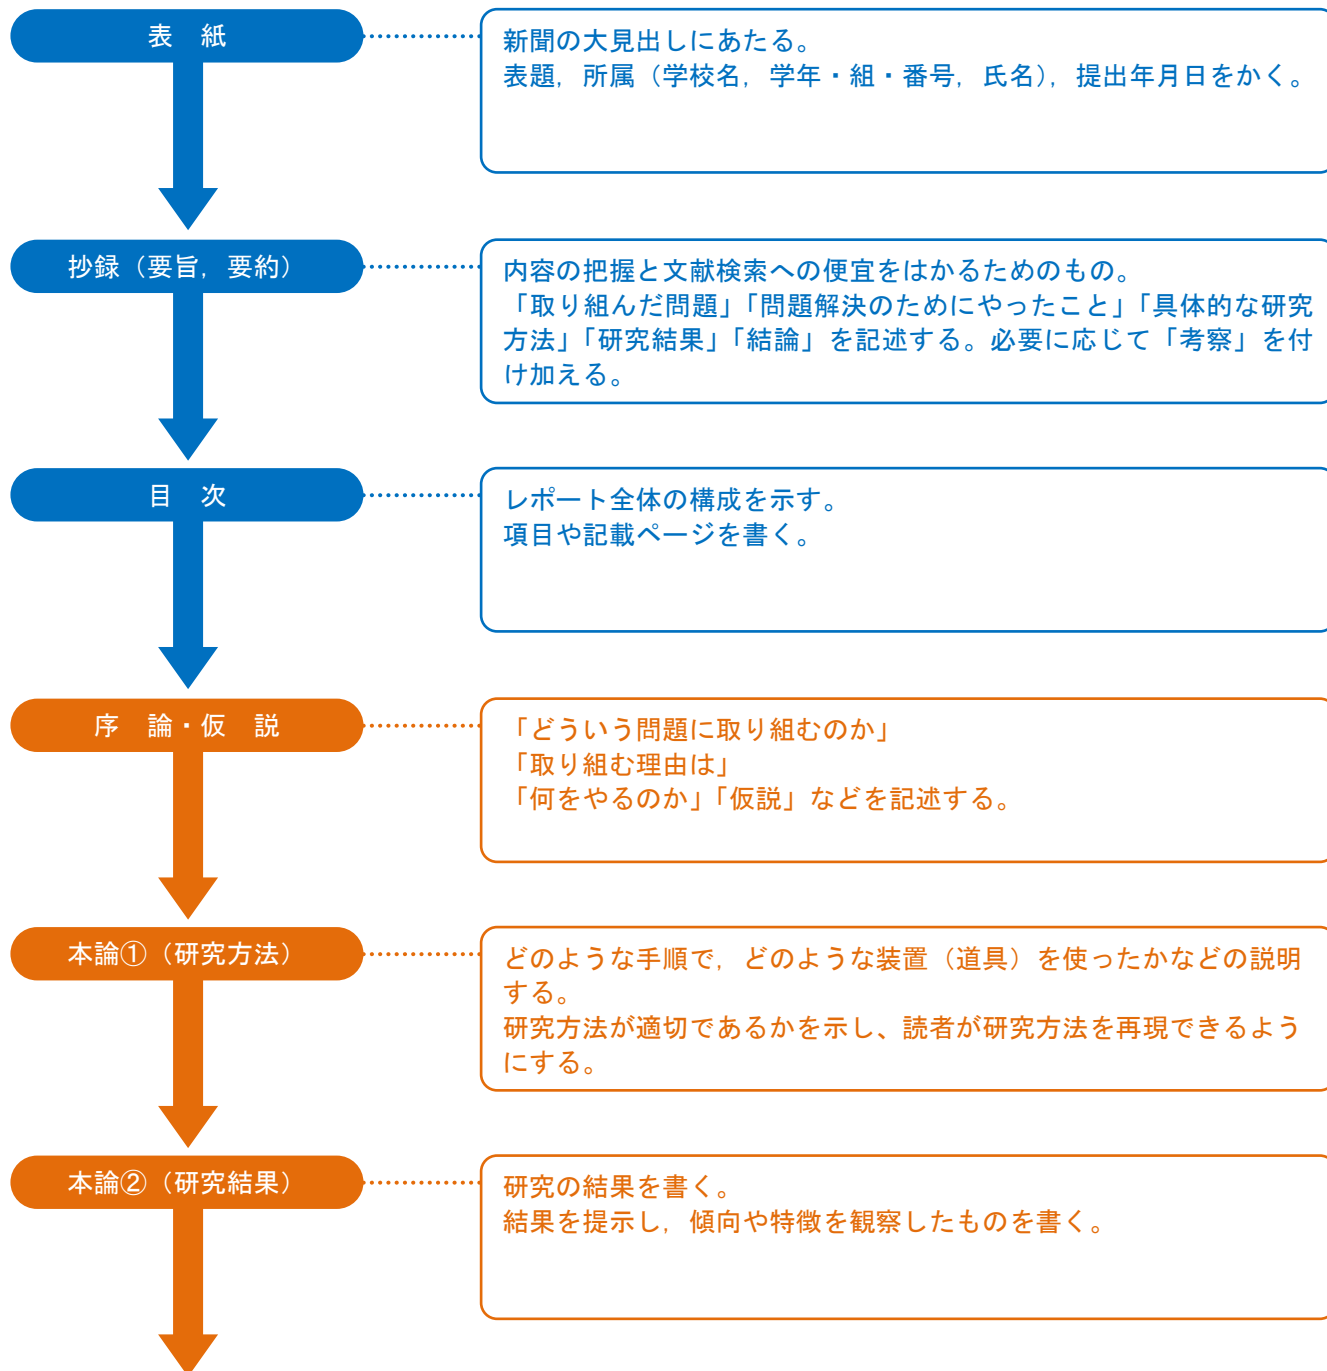 表　紙
新聞の大見出しにあたる。
表題，所属（学校名，学年・組・番号，氏名），提出年月日をかく。
抄録（要旨，要約）
内容の把握と文献検索への便宜をはかるためのもの。
「取り組んだ問題」「問題解決のためにやったこと」「具体的な研究
方法」「研究結果」「結論」を記述する。必要に応じて「考察」を付
け加える。
目　次
レポート全体の構成を示す。
項目や記載ページを書く。
序　論・仮　説
「どういう問題に取り組むのか」
「取り組む理由は」
「何をやるのか」「仮説」などを記述する。
本論①（研究方法）
どのような手順で，どのような装置（道具）を使ったかなどの説明
する。
研究方法が適切であるかを示し、読者が研究方法を再現できるよう
にする。
本論②（研究結果）
研究の結果を書く。
結果を提示し，傾向や特徴を観察したものを書く。